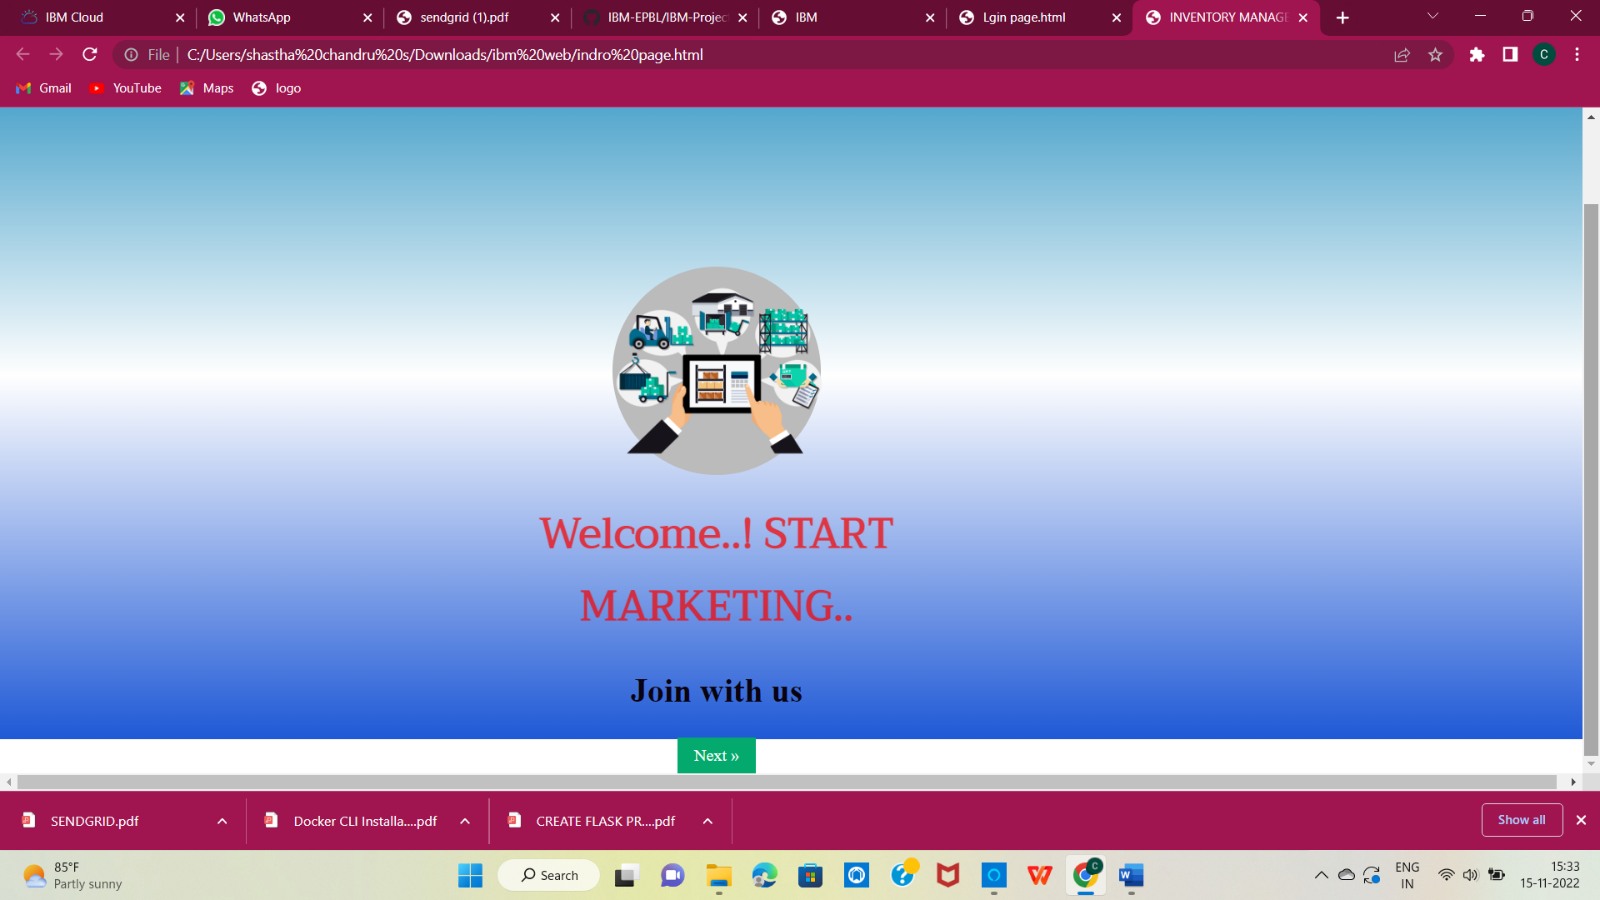 IBM Cloud
WhatsApp
sendgrid (1).pdf
IBM-EPBL/IBM-Projec
IBM
Lgin page.html
INVENTORY MANAGE
File | C:/Users/shastha%20chandru%20s/Downloads/ibm%20web/indro%20page.html
C
Gmail
YouTube
Maps
logo
Welcome..! START
MARKETING..
Join with us
Next »
SENDGRID.pdf
Docker CLI Installa....pdf
CREATE FLASK PR....pdf
Show all
85°F
Partly sunny
Search
C
ENG
IN
15:33
15-11-2022